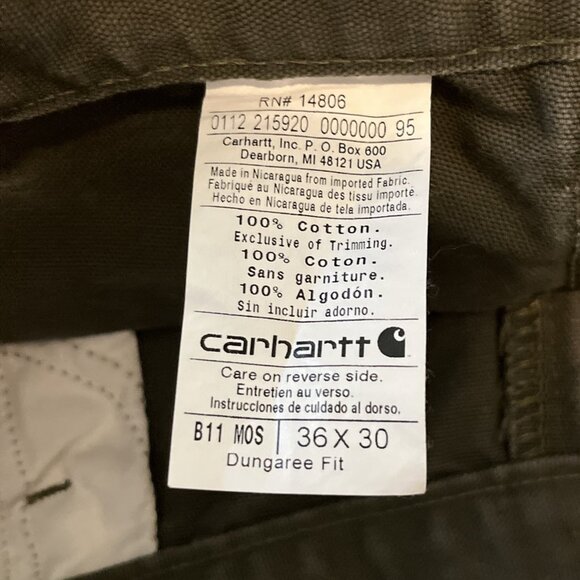 RN# 14806
0112 215920 0000000 95
Carhartt, Inc. P. O. Box 600
Dearborn, MI 48121 USA
Made in Nicaragua from Imported Fabric.
Fabriqué au Nicaragua des tissu importe.
Hecho en Nicaragua de tela importada.
100% Cotton.
Exclusive of Trimming.
100% Coton.
Sans garniture.
100% Algodón.
Sin incluir adorno.
carhartt
Care on reverse side.
Entretien au verso.
Instrucciones de cuidado al dorso.
B11 MOS 36 X 30
Dungaree Fit